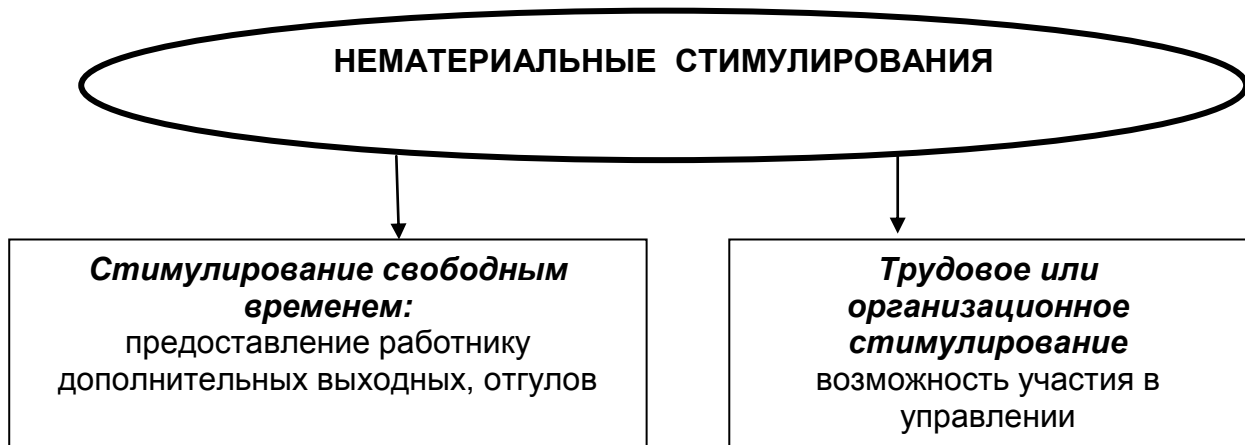 НЕМАТЕРИАЛЬНЫЕ СТИМУЛИРОВАНИЯ
Стимулирование свободным
временем:
предоставление работнику
дополнительных выходных, отгулов
Трудовое или
организационное
стимулирование
возможность участия в
управлении